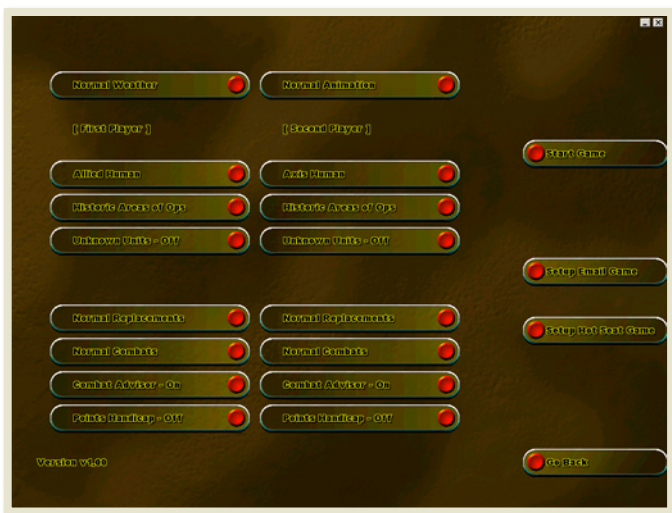 Normal Weather
Normal Animation
[ First Player ]
[ Second Player ]
Start Game
Allied Human
Axis Human
Historic Areas of Ops
Historic Areas of Ops
Unknown Units - Off
Unknown Units - Off
Setup Email Game
Normal Replacements
Normal Replacements
Setup Hot Seat Game
Normal Combats
Normal Combats
Combat Adviser - On
Combat Adviser - On
Points Handicap - Off
Points Handicap - Off
Version v1.00
Go Back